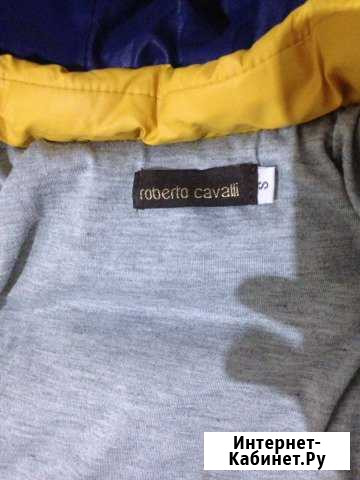 roberto cavalli
S
Интернет-
Кабинет.Ру